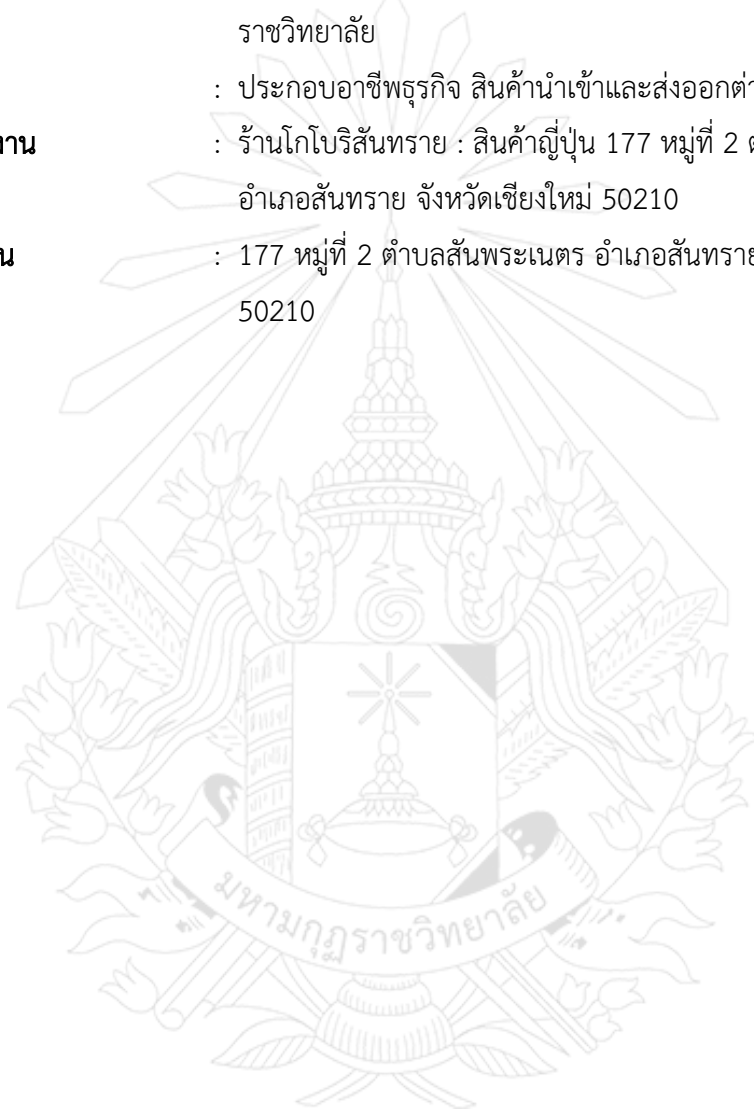 ราชวิทยาลัย
: ประกอบอาชีพธุรกิจ สินค้านำเข้าและส่งออกต่า
งาน : ร้านโกโบริสันทราย : สินค้าญี่ปุ่น 177 หมู่ที่ 2 ต
อำเภอสันทราย จังหวัดเชียงใหม่ 50210
น : 177 หมู่ที่ 2 ตำบลสันพระเนตร อำเภอสันทราย
50210
มหามกุฏราชวิทยาลัย